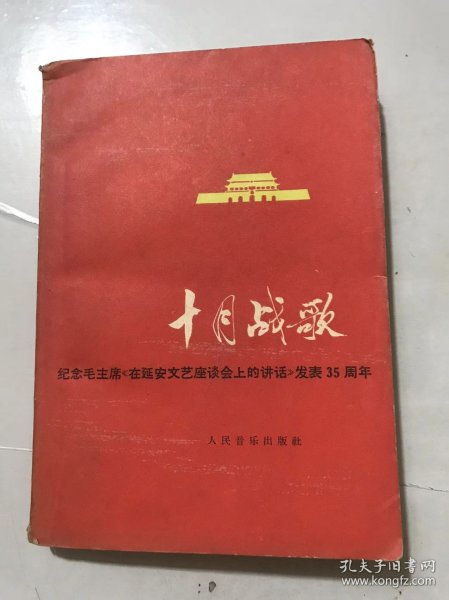 十月战歌
纪念毛主席《在延安文艺座谈会上的讲话》发表35周年
人民音乐出版社
孔夫子旧书网
www.kongfz.com